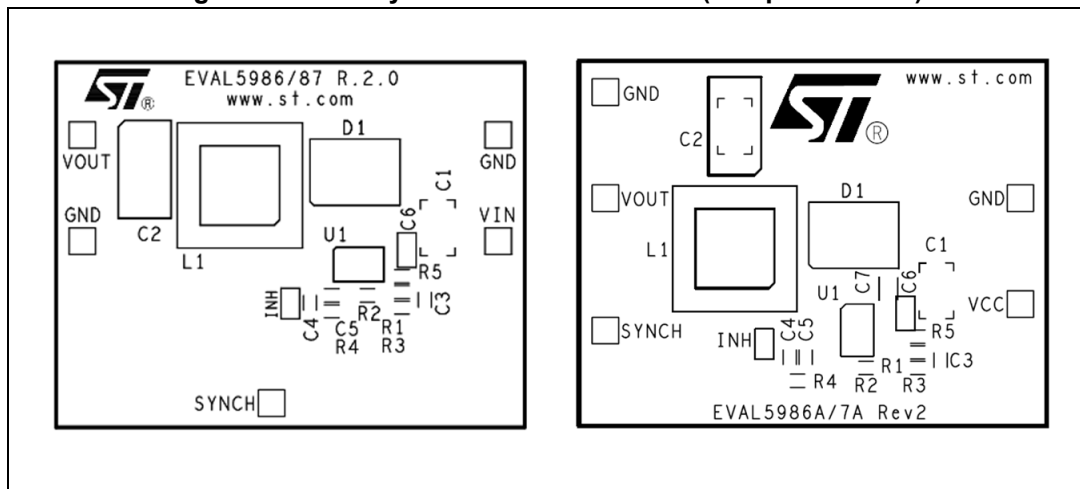 EVAL5986/87 R.2.0
www.st.com
ST®
VOUT
D1
GND
C1
GND
C2
L1
U1
C6
VIN
R5
INH
C4
C5
R4
R2
R1
R3
C3
SYNCH
www.st.com
ST®
GND
C2
VOUT
D1
GND
L1
C1
C7
C6
U1
VCC
SYNCH
INH
C4
C5
R5
R4
R1
R2
R3
C3
EVAL5986A/7A Rev2